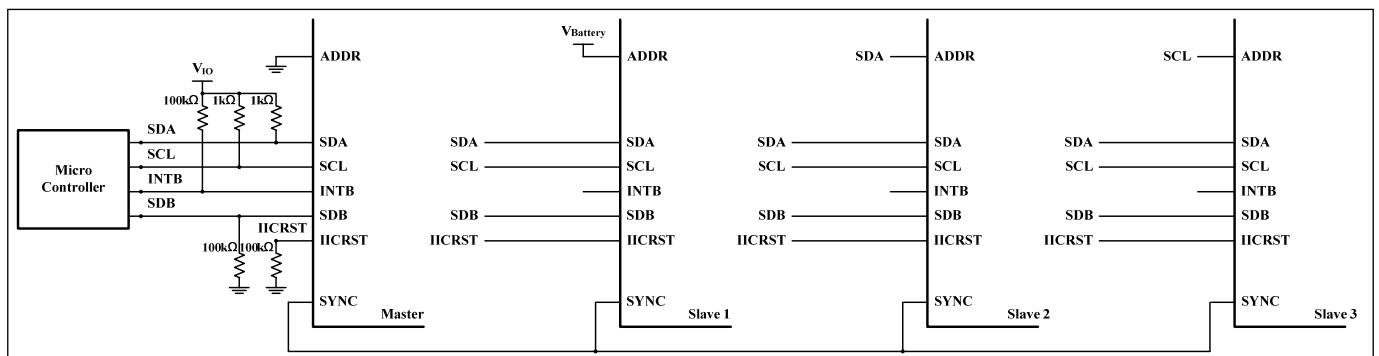 V_Battery
ADDR
SDA
ADDR
SCL
ADDR
ADDR
V_IO
100kΩ
1kΩ
1kΩ
SDA
SDA
SDA
SDA
SDA
SDA
SDA
SDA
SCL
SCL
SCL
SCL
SCL
SCL
SCL
SCL
Micro
Controller
INTB
INTB
INTB
INTB
INTB
SDB
SDB
SDB
SDB
SDB
SDB
SDB
SDB
IICRST
IICRST
IICRST
IICRST
IICRST
IICRST
IICRST
IICRST
100kΩ
100kΩ
SYNC
SYNC
SYNC
SYNC
Master
Slave 1
Slave 2
Slave 3